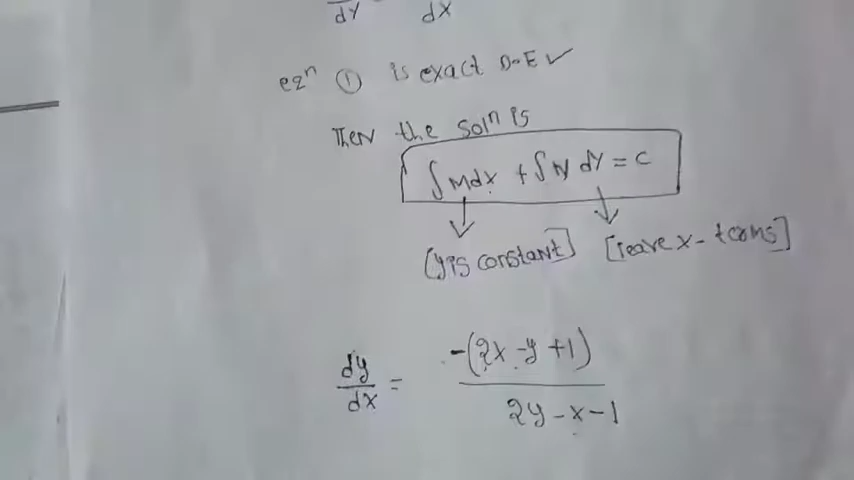 dy dx
eqn ① is exact D.E ✓
Then the soln is
∫Mdx + ∫N dy = c
[y is constant] [leave x-terms]
dy/dx = -(2x -y +1) / 2y -x -1